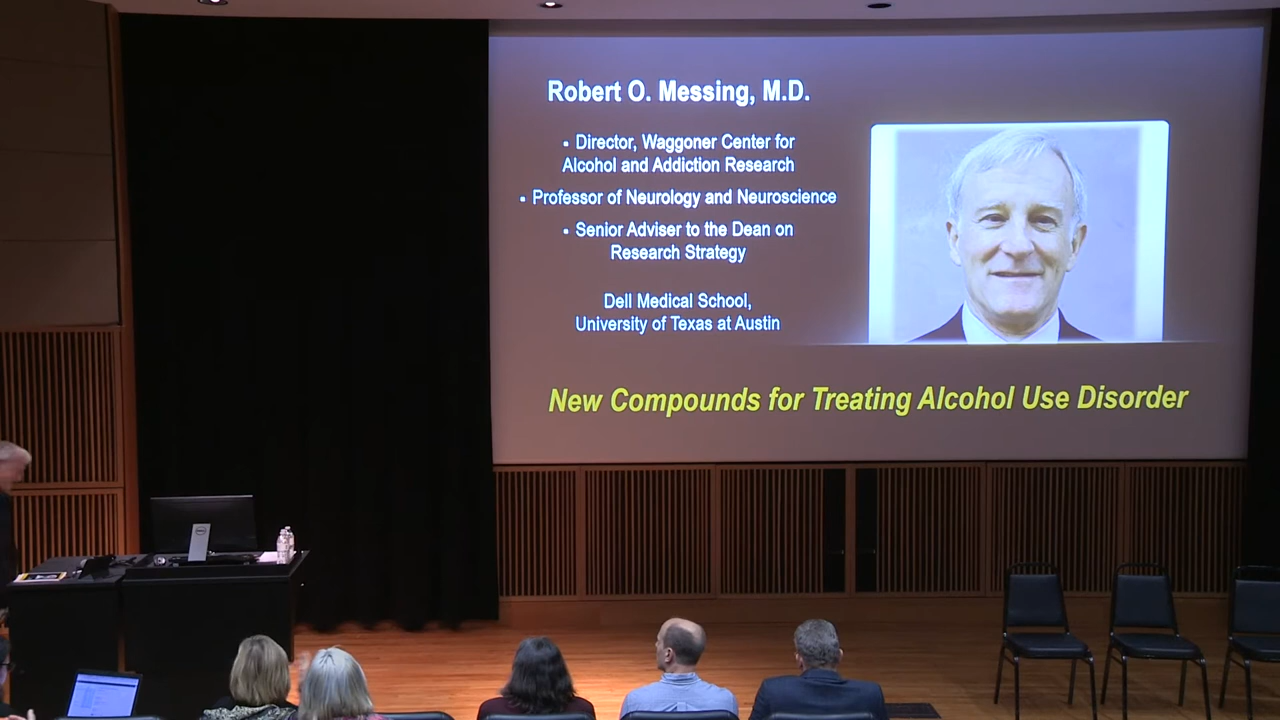 Robert O. Messing, M.D.
• Director, Waggoner Center for
Alcohol and Addiction Research
• Professor of Neurology and Neuroscience
• Senior Adviser to the Dean on
Research Strategy
Dell Medical School,
University of Texas at Austin
New Compounds for Treating Alcohol Use Disorder
DELL